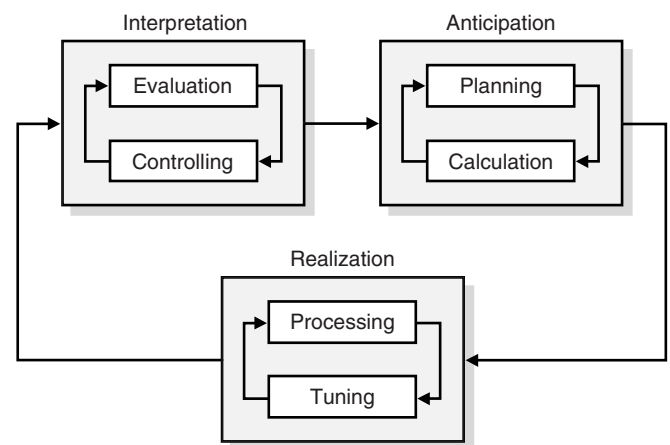 Interpretation
Evaluation
Controlling
Anticipation
Planning
Calculation
Realization
Processing
Tuning